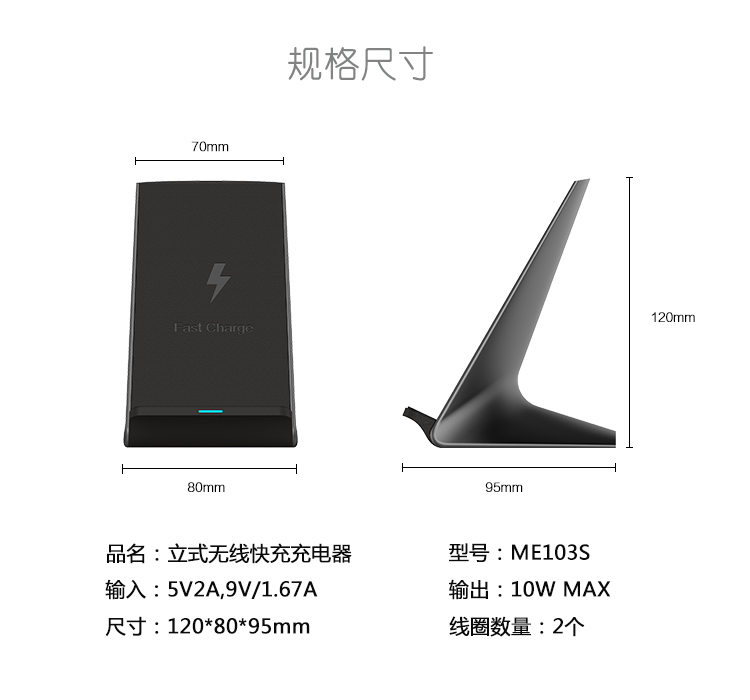 规格尺寸
70mm
Fast Charge
120mm
80mm
95mm
品名：立式无线快充充电器
型号：ME103S
输入：5V2A,9V/1.67A
输出：10W MAX
尺寸：120*80*95mm
线圈数量：2个